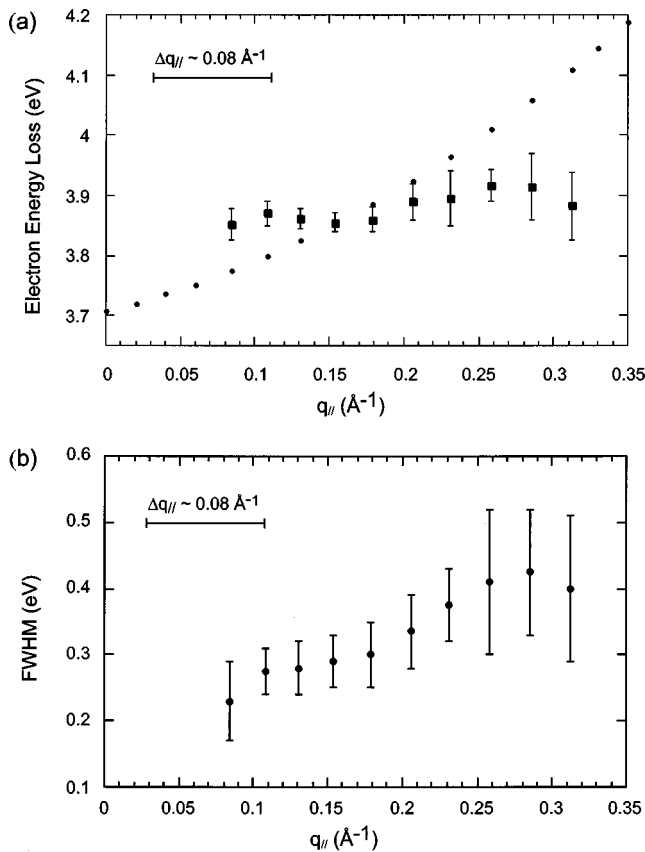 (a)
4.2
4.1
4
3.9
3.8
3.7
Electron Energy Loss (eV)
Δq// ~ 0.08 Å-1
0 0.05 0.1 0.15 0.2 0.25 0.3 0.35
q// (Å-1)
(b)
0.6
0.5
0.4
0.3
0.2
0.1
FWHM (eV)
Δq// ~ 0.08 Å-1
0 0.05 0.1 0.15 0.2 0.25 0.3 0.35
q// (Å-1)